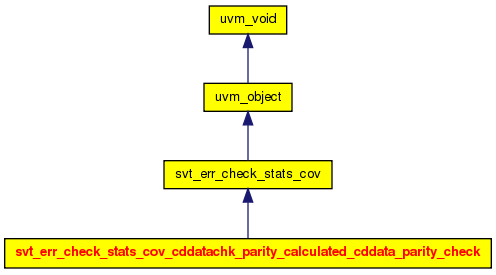 uvm_void
uvm_object
svt_err_check_stats_cov
svt_err_check_stats_cov_cddatachk_parity_calculated_cddata_parity_check